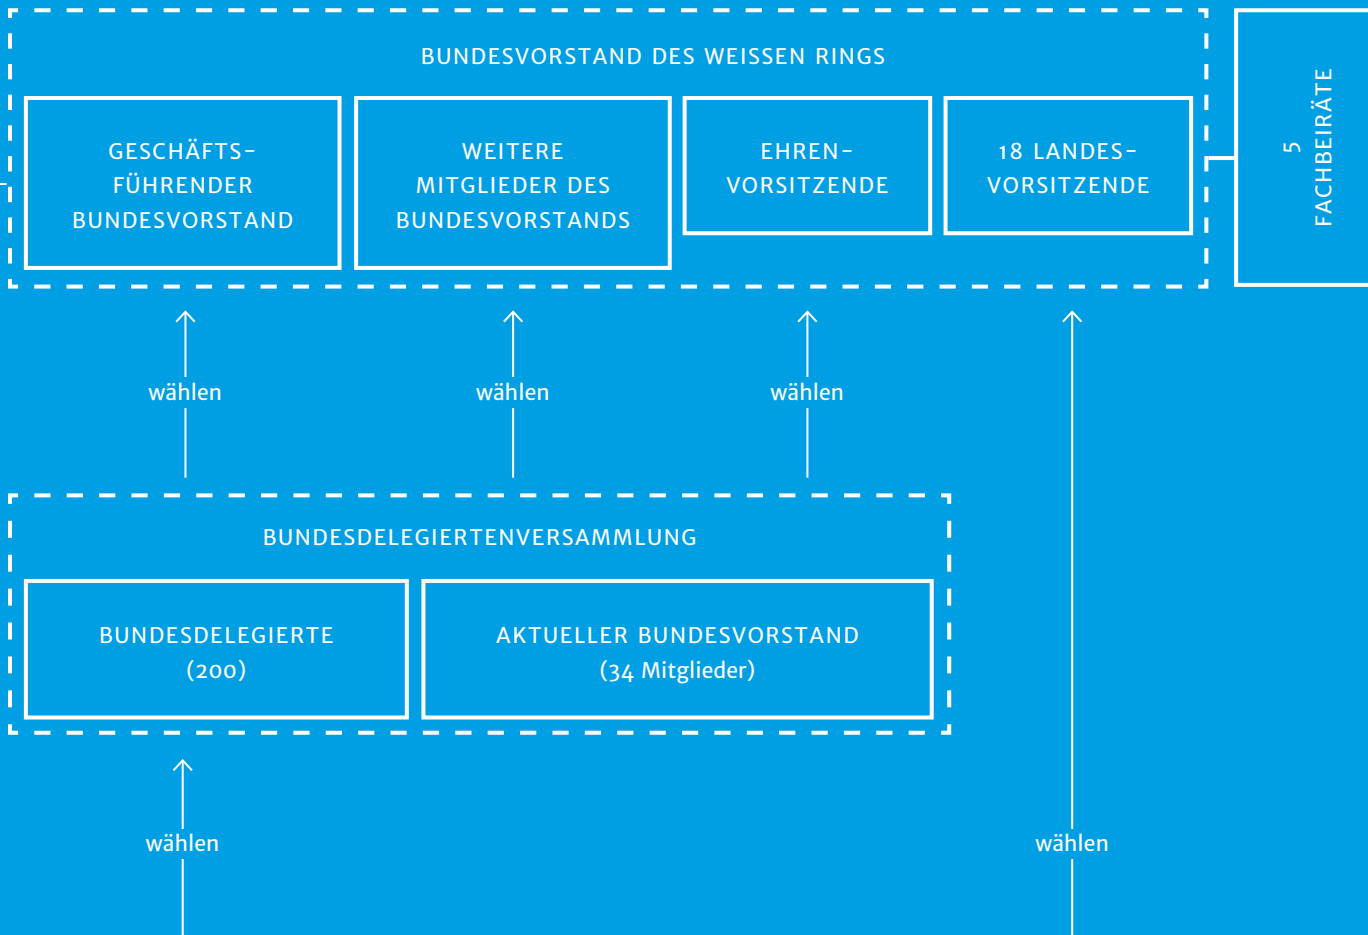 BUNDESVORSTAND DES WEISSEN RINGS
GESCHÄFTS-
FÜHRENDER
BUNDESVORSTAND
WEITERE
MITGLIEDER DES
BUNDESVORSTANDS
EHREN-
VORSITZENDE
18 LANDES-
VORSITZENDE
5
FACHBEIRÄTE
wählen
wählen
wählen
BUNDESDELEGIERTENVERSAMMLUNG
BUNDESDELEGIERTE
(200)
AKTUELLER BUNDESVORSTAND
(34 Mitglieder)
wählen
wählen